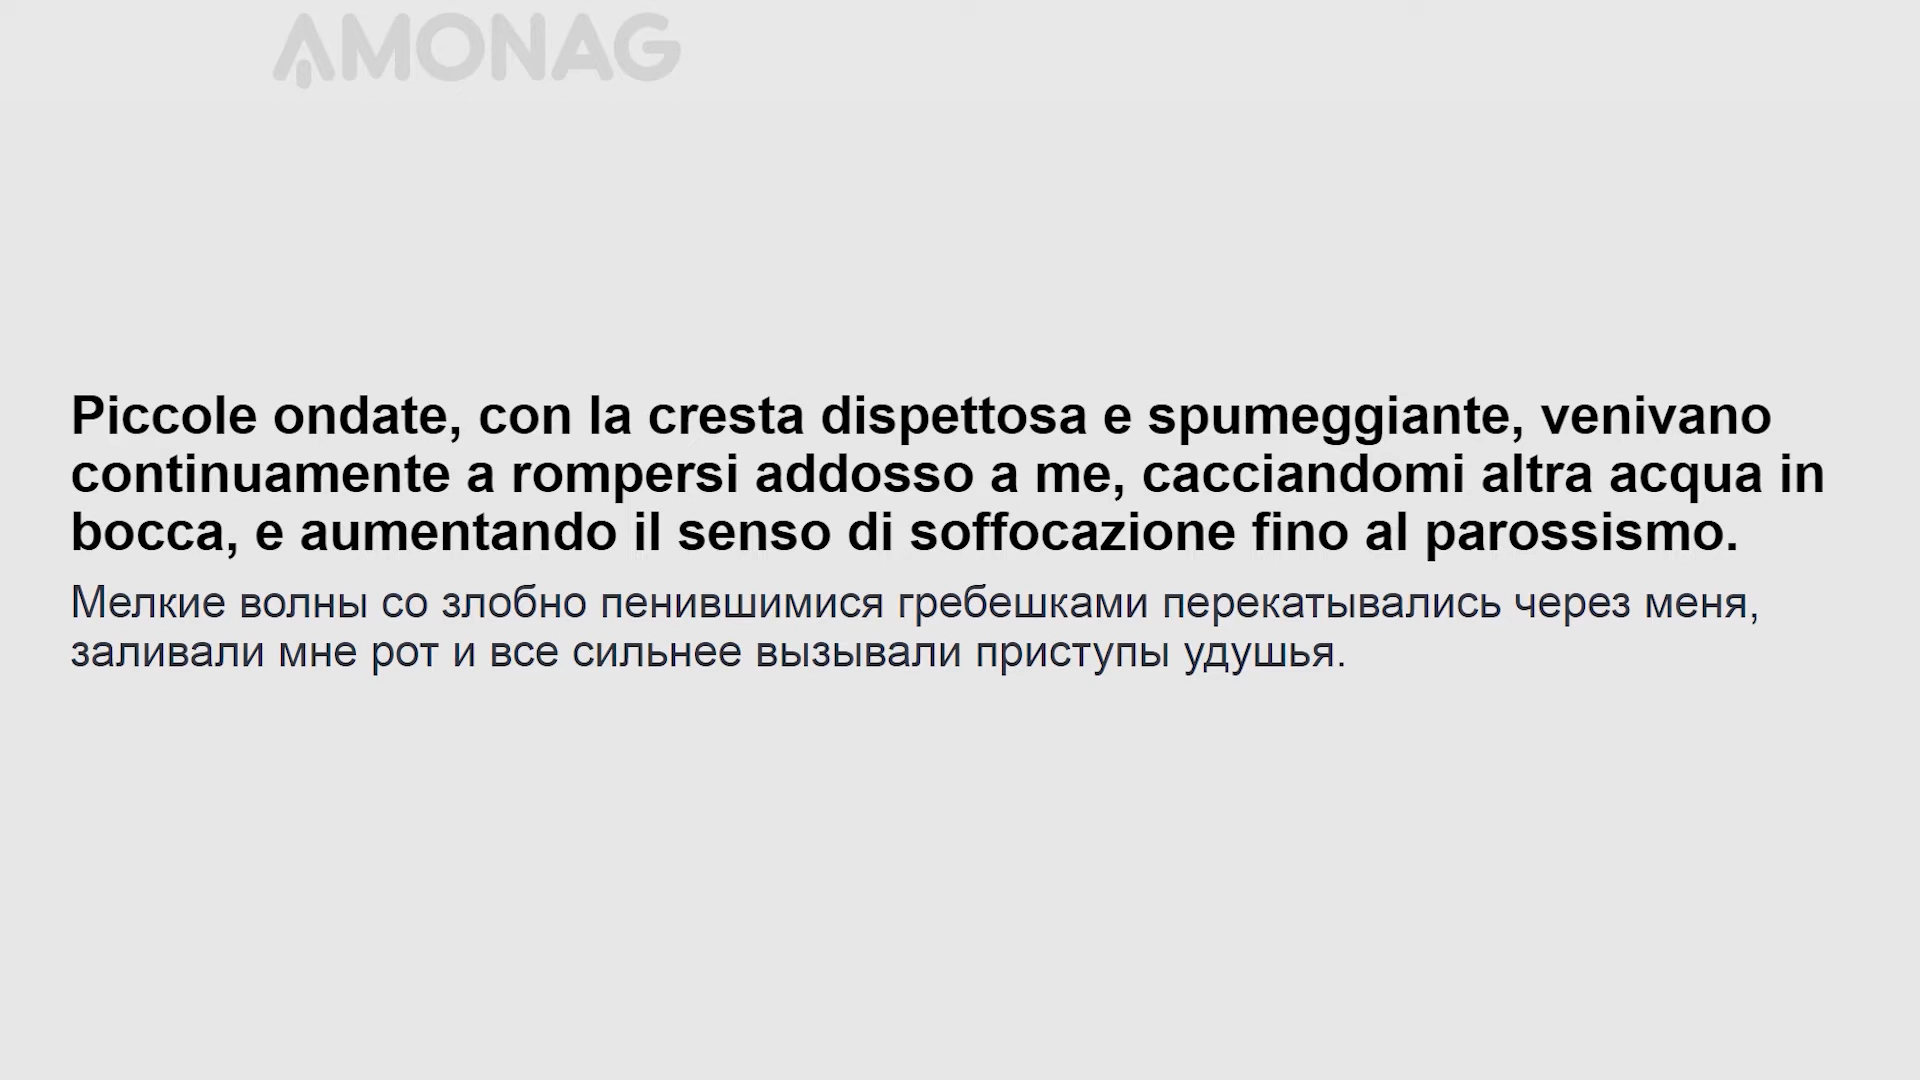 AMONAG
Piccole ondate, con la cresta dispettosa e spumeggiante, venivano
continuamente a rompersi addosso a me, cacciandomi altra acqua in
bocca, e aumentando il senso di soffocazione fino al parossismo.
Мелкие волны со злобно пенившимися гребешками перекатывались через меня,
заливали мне рот и все сильнее вызывали приступы удушья.